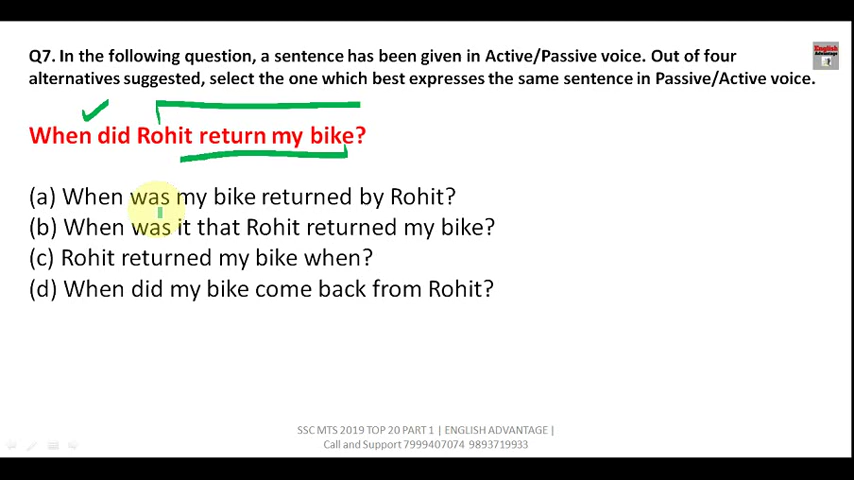 English
Advantage
Q7. In the following question, a sentence has been given in Active/Passive voice. Out of four
alternatives suggested, select the one which best expresses the same sentence in Passive/Active voice.
When did Rohit return my bike?
(a) When was my bike returned by Rohit?
(b) When was it that Rohit returned my bike?
(c) Rohit returned my bike when?
(d) When did my bike come back from Rohit?
SSC MTS 2019 TOP 20 PART 1 | ENGLISH ADVANTAGE |
Call and Support 7999407074 9893719933